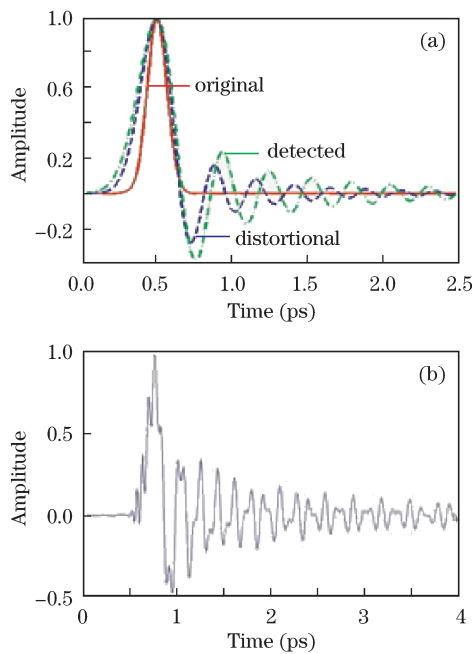 (a)
1.0
0.6
0.2
−0.2
Amplitude
original
detected
distortional
0.0 0.5 1.0 1.5 2.0 2.5
Time (ps)
(b)
1.0
0.5
0.0
−0.5
Amplitude
0 1 2 3 4
Time (ps)